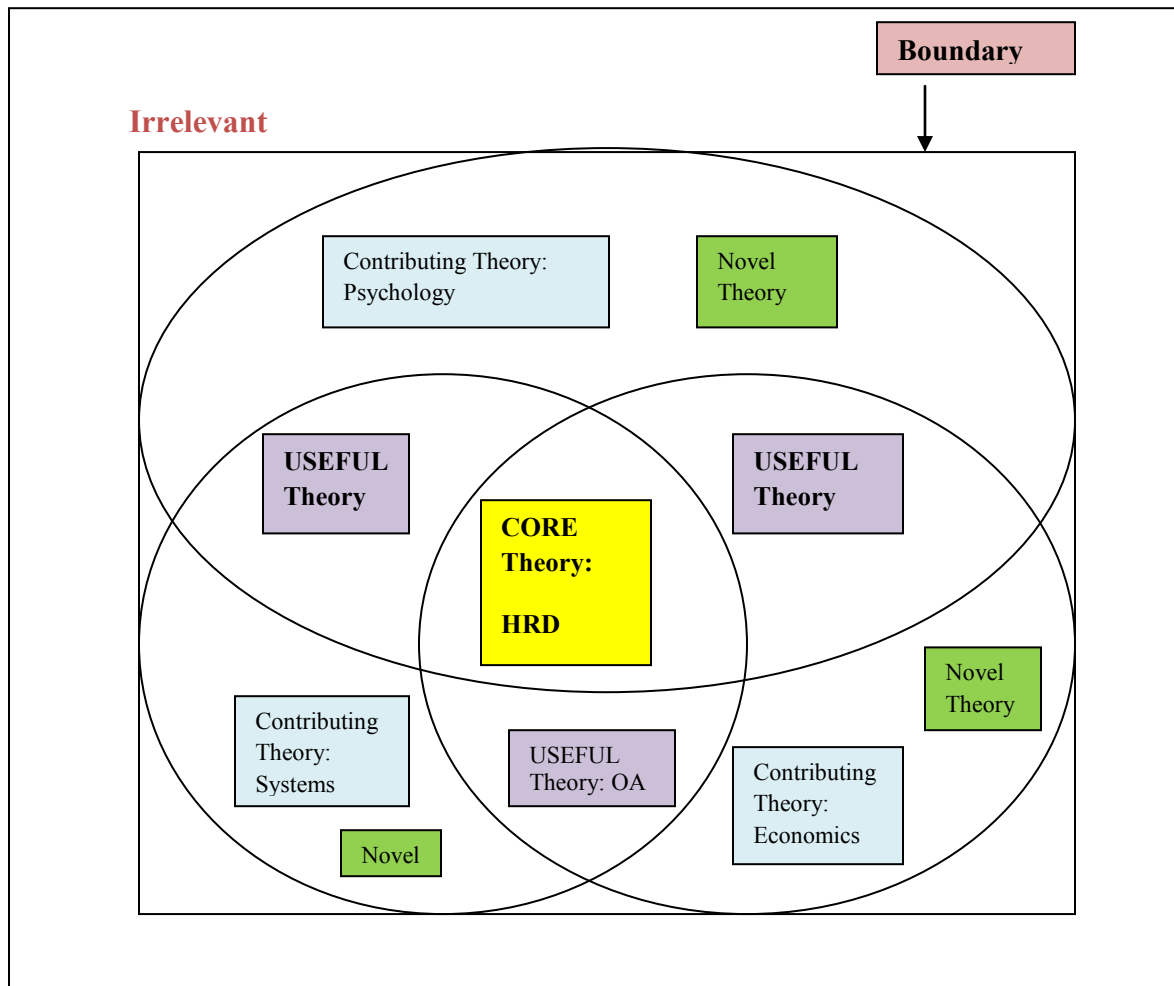 Boundary
Irrelevant
Contributing Theory:
Psychology
Novel
Theory
USEFUL
Theory
USEFUL
Theory
CORE
Theory:
HRD
Novel
Theory
Contributing
Theory:
Systems
USEFUL
Theory: OA
Contributing
Theory:
Economics
Novel